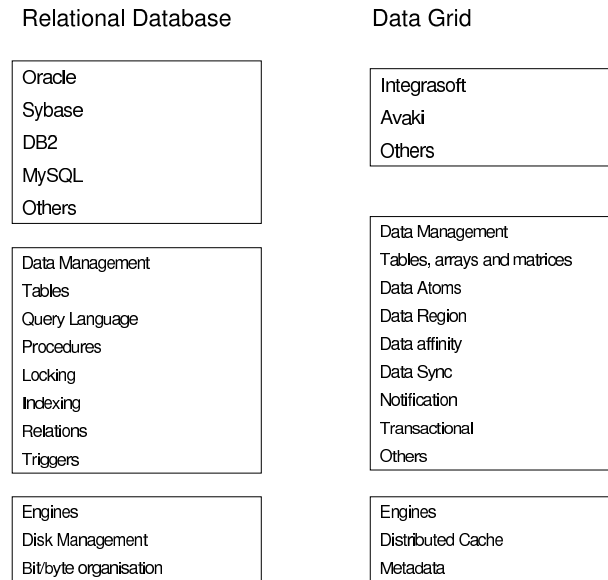 Relational Database
Oracle
Sybase
DB2
MySQL
Others
Data Management
Tables
Query Language
Procedures
Locking
Indexing
Relations
Triggers
Engines
Disk Management
Bit/byte organisation
Data Grid
Integrasoft
Avaki
Others
Data Management
Tables, arrays and matrices
Data Atoms
Data Region
Data affinity
Data Sync
Notification
Transactional
Others
Engines
Distributed Cache
Metadata